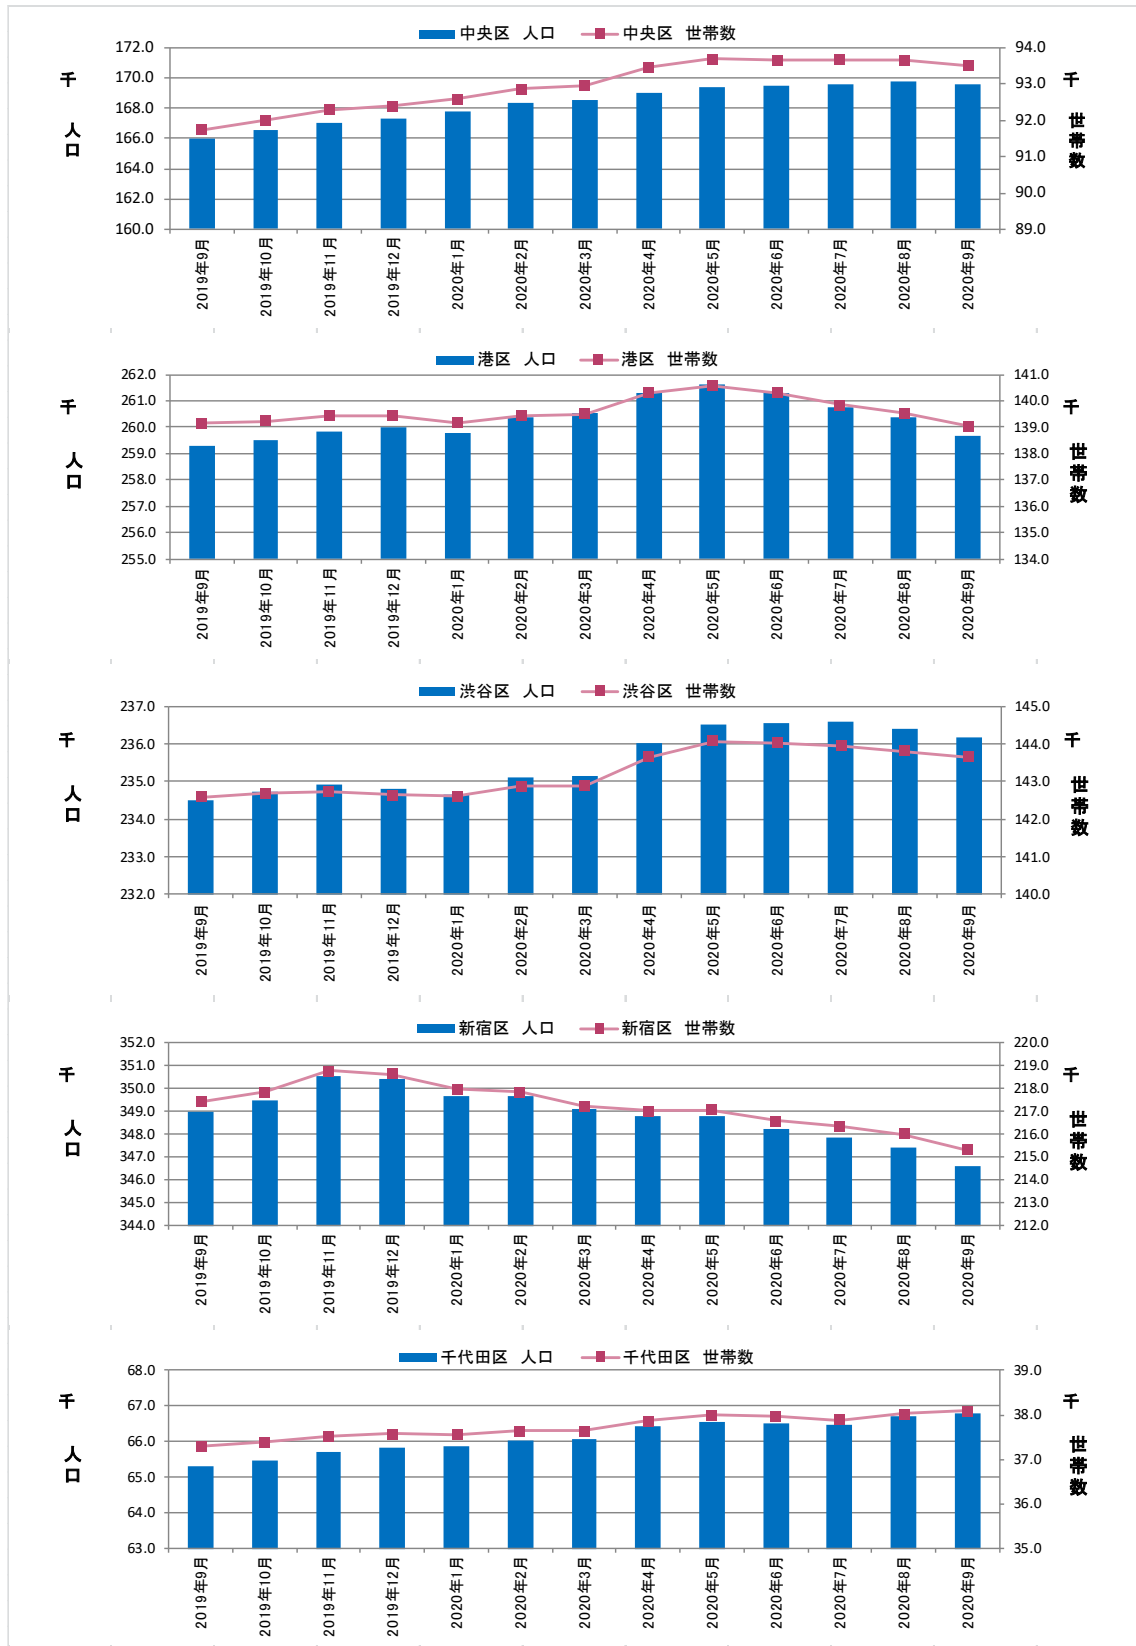 中央区　人口　中央区　世帯数
千
人口
172.0
170.0
168.0
166.0
164.0
162.0
160.0
94.0
93.0
92.0
91.0
90.0
89.0
千
世帯数
2019年9月
2019年10月
2019年11月
2019年12月
2020年1月
2020年2月
2020年3月
2020年4月
2020年5月
2020年6月
2020年7月
2020年8月
2020年9月
港区　人口　港区　世帯数
千
人口
262.0
261.0
260.0
259.0
258.0
257.0
256.0
255.0
141.0
140.0
139.0
138.0
137.0
136.0
135.0
134.0
千
世帯数
2019年9月
2019年10月
2019年11月
2019年12月
2020年1月
2020年2月
2020年3月
2020年4月
2020年5月
2020年6月
2020年7月
2020年8月
2020年9月
渋谷区　人口　渋谷区　世帯数
千
人口
237.0
236.0
235.0
234.0
233.0
232.0
145.0
144.0
143.0
142.0
141.0
140.0
千
世帯数
2019年9月
2019年10月
2019年11月
2019年12月
2020年1月
2020年2月
2020年3月
2020年4月
2020年5月
2020年6月
2020年7月
2020年8月
2020年9月
新宿区　人口　新宿区　世帯数
千
人口
352.0
351.0
350.0
349.0
348.0
347.0
346.0
345.0
344.0
220.0
219.0
218.0
217.0
216.0
215.0
214.0
213.0
212.0
千
世帯数
2019年9月
2019年10月
2019年11月
2019年12月
2020年1月
2020年2月
2020年3月
2020年4月
2020年5月
2020年6月
2020年7月
2020年8月
2020年9月
千代田区　人口　千代田区　世帯数
千
人口
68.0
67.0
66.0
65.0
64.0
63.0
39.0
38.0
37.0
36.0
35.0
千
世帯数
2019年9月
2019年10月
2019年11月
2019年12月
2020年1月
2020年2月
2020年3月
2020年4月
2020年5月
2020年6月
2020年7月
2020年8月
2020年9月